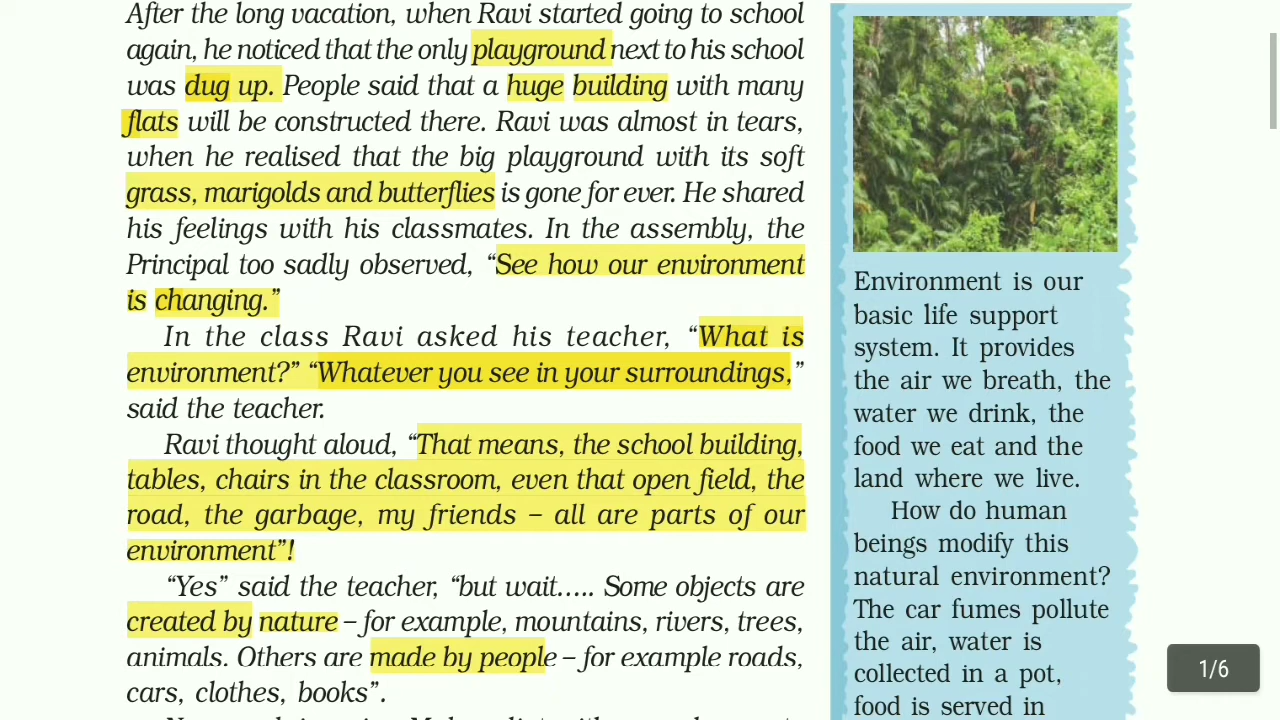 After the long vacation, when Ravi started going to school
again, he noticed that the only playground next to his school
was dug up. People said that a huge building with many
flats will be constructed there. Ravi was almost in tears,
when he realised that the big playground with its soft
grass, marigolds and butterflies is gone for ever. He shared
his feelings with his classmates. In the assembly, the
Principal too sadly observed, “See how our environment
is changing.”
In the class Ravi asked his teacher, “What is
environment?” “Whatever you see in your surroundings,”
said the teacher.
Ravi thought aloud, “That means, the school building,
tables, chairs in the classroom, even that open field, the
road, the garbage, my friends – all are parts of our
environment”!
“Yes” said the teacher, “but wait….. Some objects are
created by nature – for example, mountains, rivers, trees,
animals. Others are made by people – for example roads,
cars, clothes, books”.
Environment is our
basic life support
system. It provides
the air we breath, the
water we drink, the
food we eat and the
land where we live.
How do human
beings modify this
natural environment?
The car fumes pollute
the air, water is
collected in a pot,
food is served in
1/6